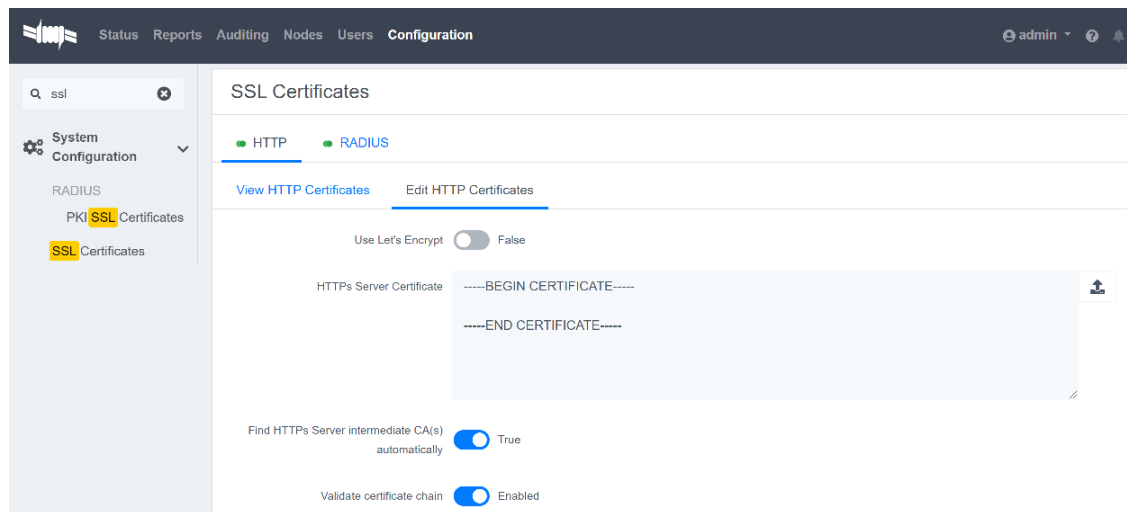 Status Reports Auditing Nodes Users Configuration admin
ssl
SSL Certificates
System
Configuration
RADIUS
PKI SSL Certificates
SSL Certificates
HTTP RADIUS
View HTTP Certificates Edit HTTP Certificates
Use Let's Encrypt False
HTTPs Server Certificate
-----BEGIN CERTIFICATE-----
-----END CERTIFICATE-----
Find HTTPs Server intermediate CA(s)
automatically
True
Validate certificate chain Enabled